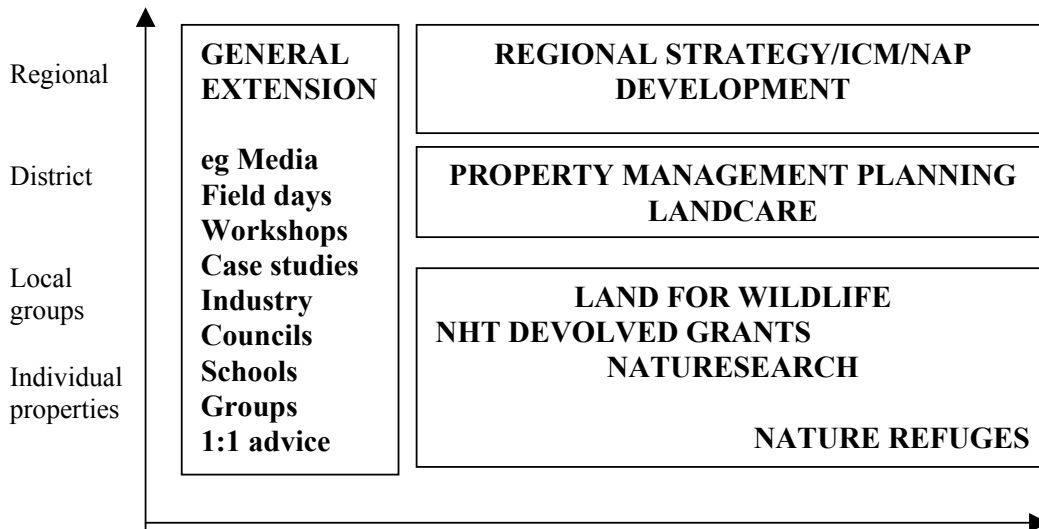 Regional
District
Local
groups
Individual
properties
GENERAL
EXTENSION
eg Media
Field days
Workshops
Case studies
Industry
Councils
Schools
Groups
1:1 advice
REGIONAL STRATEGY/ICM/NAP
DEVELOPMENT
PROPERTY MANAGEMENT PLANNING
LANDCARE
LAND FOR WILDLIFE
NHT DEVOLVED GRANTS
NATURESEARCH
NATURE REFUGES